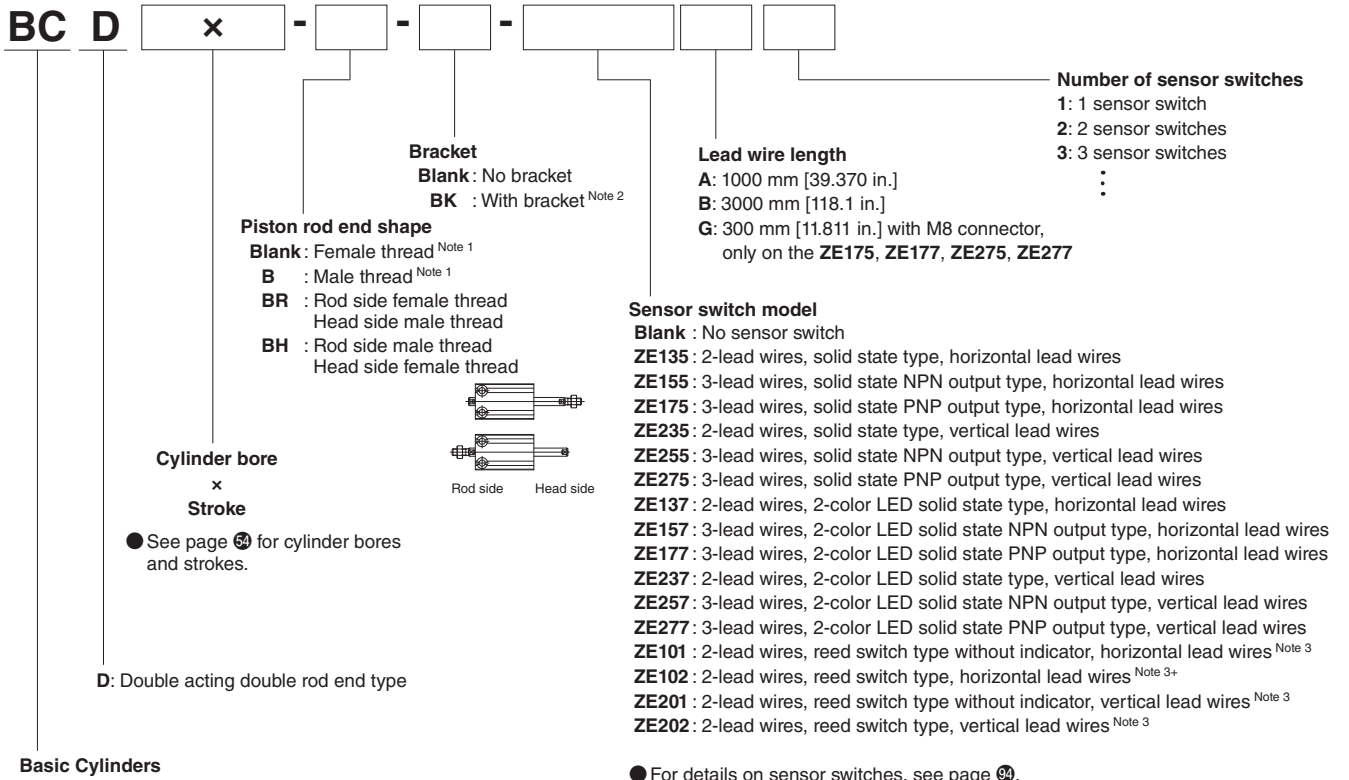 BC D × - - -
Number of sensor switches
1: 1 sensor switch
2: 2 sensor switches
3: 3 sensor switches
Lead wire length
A: 1000 mm [39.370 in.]
B: 3000 mm [118.1 in.]
G: 300 mm [11.811 in.] with M8 connector,
only on the ZE175, ZE177, ZE275, ZE277
Bracket
Blank : No bracket
BK : With bracket Note 2
Piston rod end shape
Blank : Female thread Note 1
B : Male thread Note 1
BR : Rod side female thread
Head side male thread
BH : Rod side male thread
Head side female thread
Rod side Head side
Sensor switch model
Blank : No sensor switch
ZE135 : 2-lead wires, solid state type, horizontal lead wires
ZE155 : 3-lead wires, solid state NPN output type, horizontal lead wires
ZE175 : 3-lead wires, solid state PNP output type, horizontal lead wires
ZE235 : 2-lead wires, solid state type, vertical lead wires
ZE255 : 3-lead wires, solid state NPN output type, vertical lead wires
ZE275 : 3-lead wires, solid state PNP output type, vertical lead wires
ZE137 : 2-lead wires, 2-color LED solid state type, horizontal lead wires
ZE157 : 3-lead wires, 2-color LED solid state NPN output type, horizontal lead wires
ZE177 : 3-lead wires, 2-color LED solid state PNP output type, horizontal lead wires
ZE237 : 2-lead wires, 2-color LED solid state type, vertical lead wires
ZE257 : 3-lead wires, 2-color LED solid state NPN output type, vertical lead wires
ZE277 : 3-lead wires, 2-color LED solid state PNP output type, vertical lead wires
ZE101 : 2-lead wires, reed switch type without indicator, horizontal lead wires Note 3
ZE102 : 2-lead wires, reed switch type, horizontal lead wires Note 3+
ZE201 : 2-lead wires, reed switch type without indicator, vertical lead wires Note 3
ZE202 : 2-lead wires, reed switch type, vertical lead wires Note 3
● For details on sensor switches, see page 94.
Cylinder bore
×
Stroke
● See page 54 for cylinder bores
and strokes.
D: Double acting double rod end type
Basic Cylinders